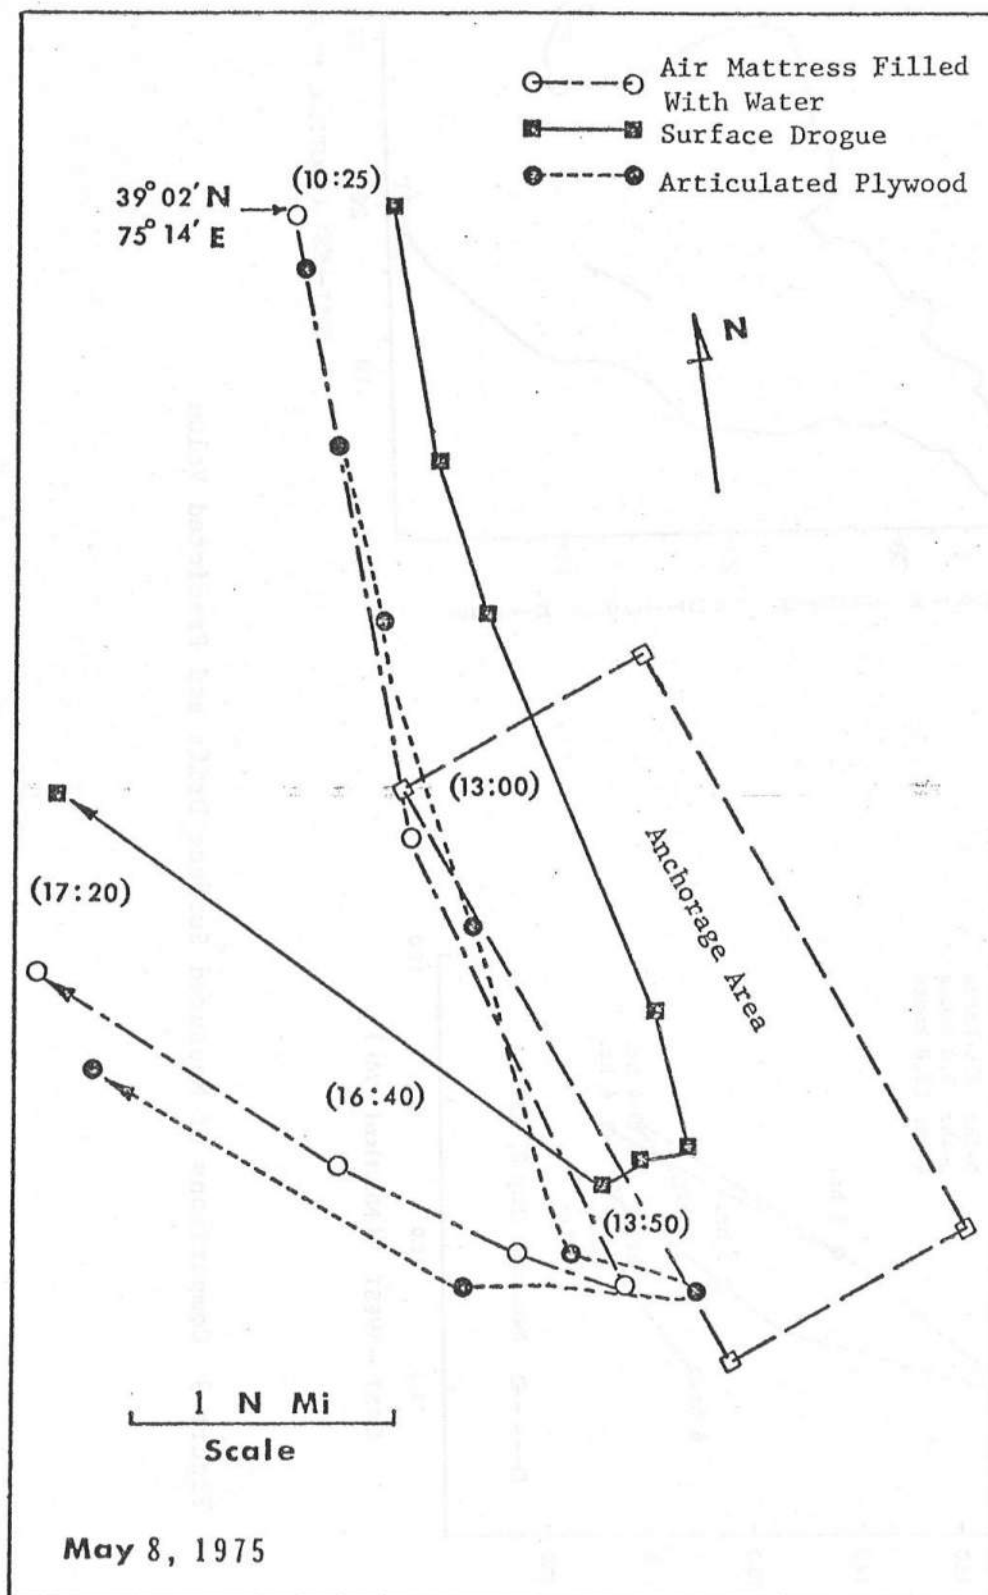 Air Mattress Filled
With Water
Surface Drogue
Articulated Plywood
(10:25)
39° 02' N
75° 14' E
N
(13:00)
Anchorage Area
(17:20)
(16:40)
(13:50)
1 N Mi
Scale
May 8, 1975